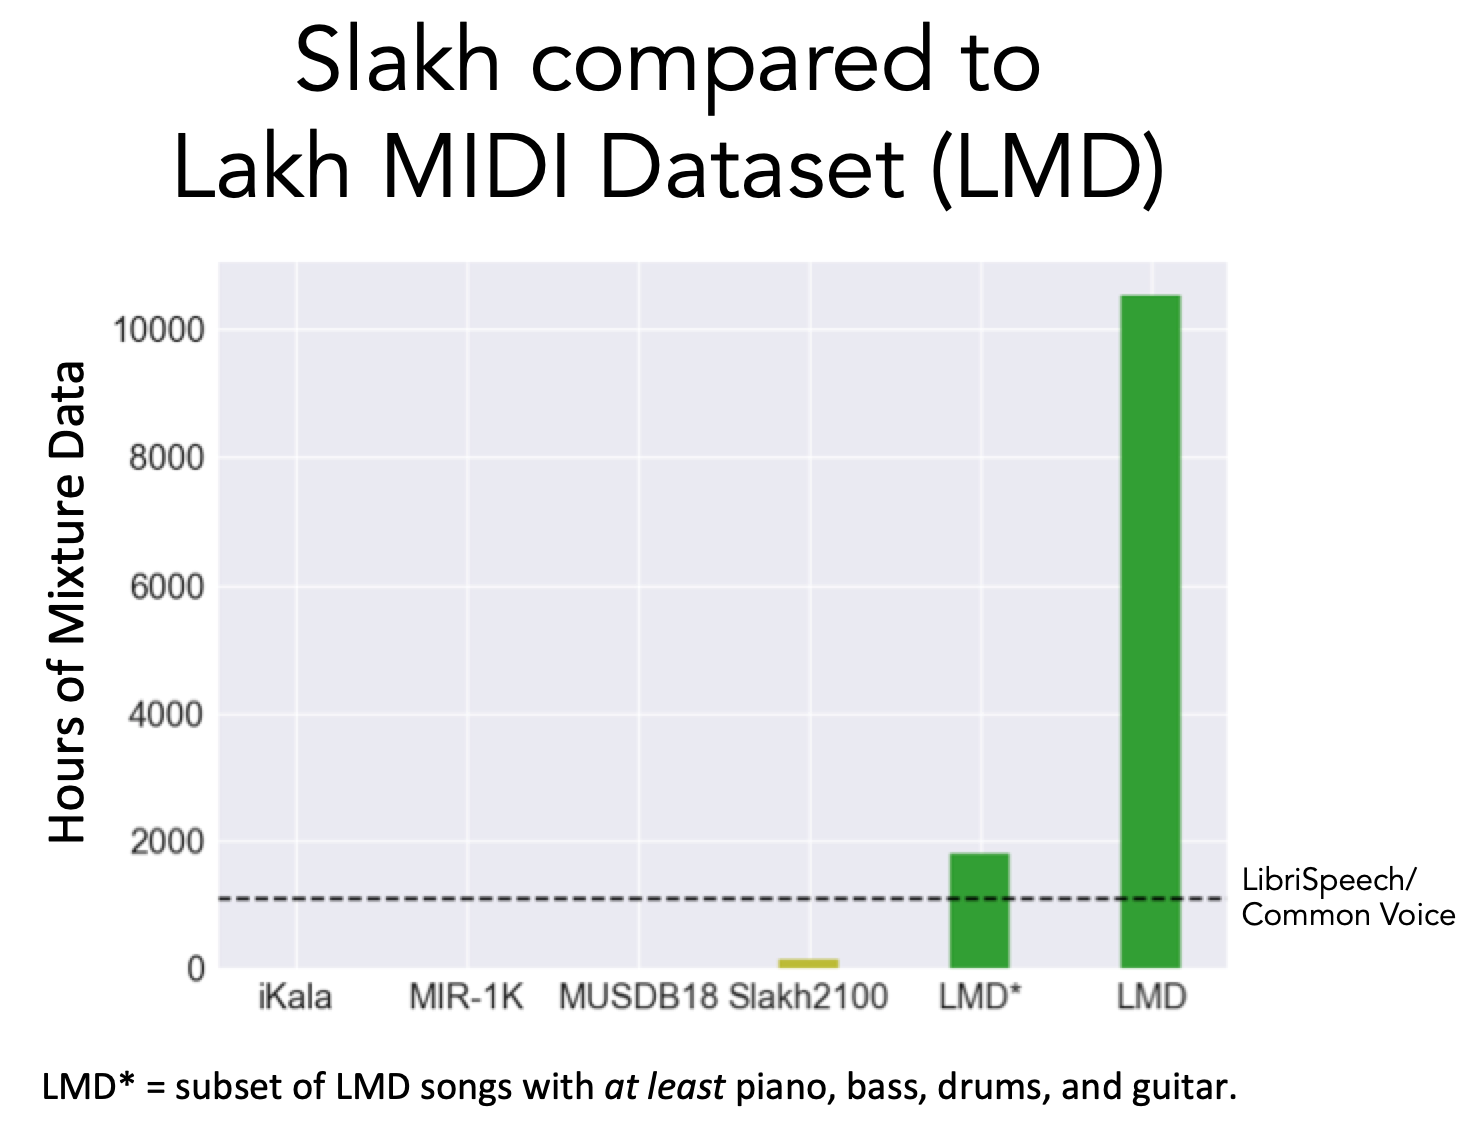 Slakh compared to
Lakh MIDI Dataset (LMD)
Hours of Mixture Data
10000
8000
6000
4000
2000
0
LibriSpeech/
Common Voice
iKala MIR-1K MUSDB18 Slakh2100 LMD* LMD
LMD* = subset of LMD songs with at least piano, bass, drums, and guitar.